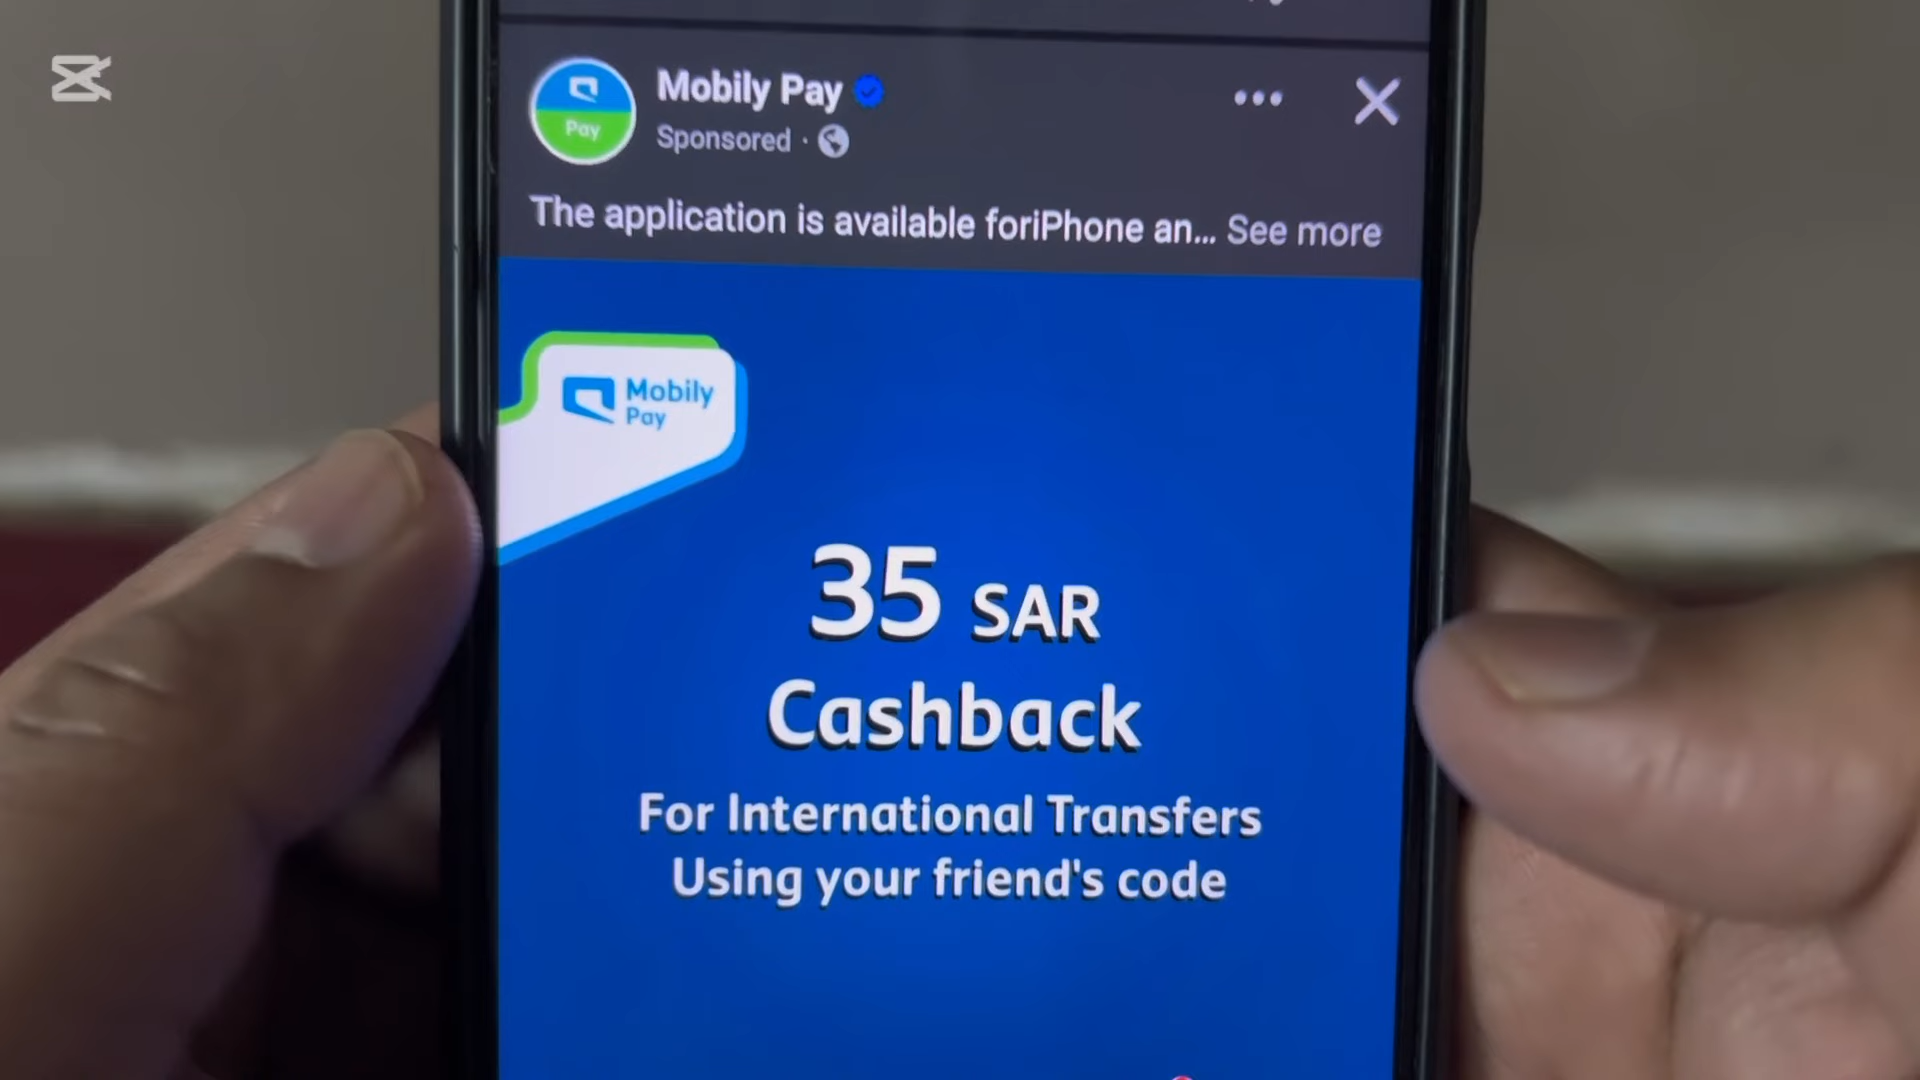 Mobily Pay
Sponsored ·
Pay
The application is available foriPhone an... See more
Mobily
Pay
35 SAR
Cashback
For International Transfers
Using your friend's code